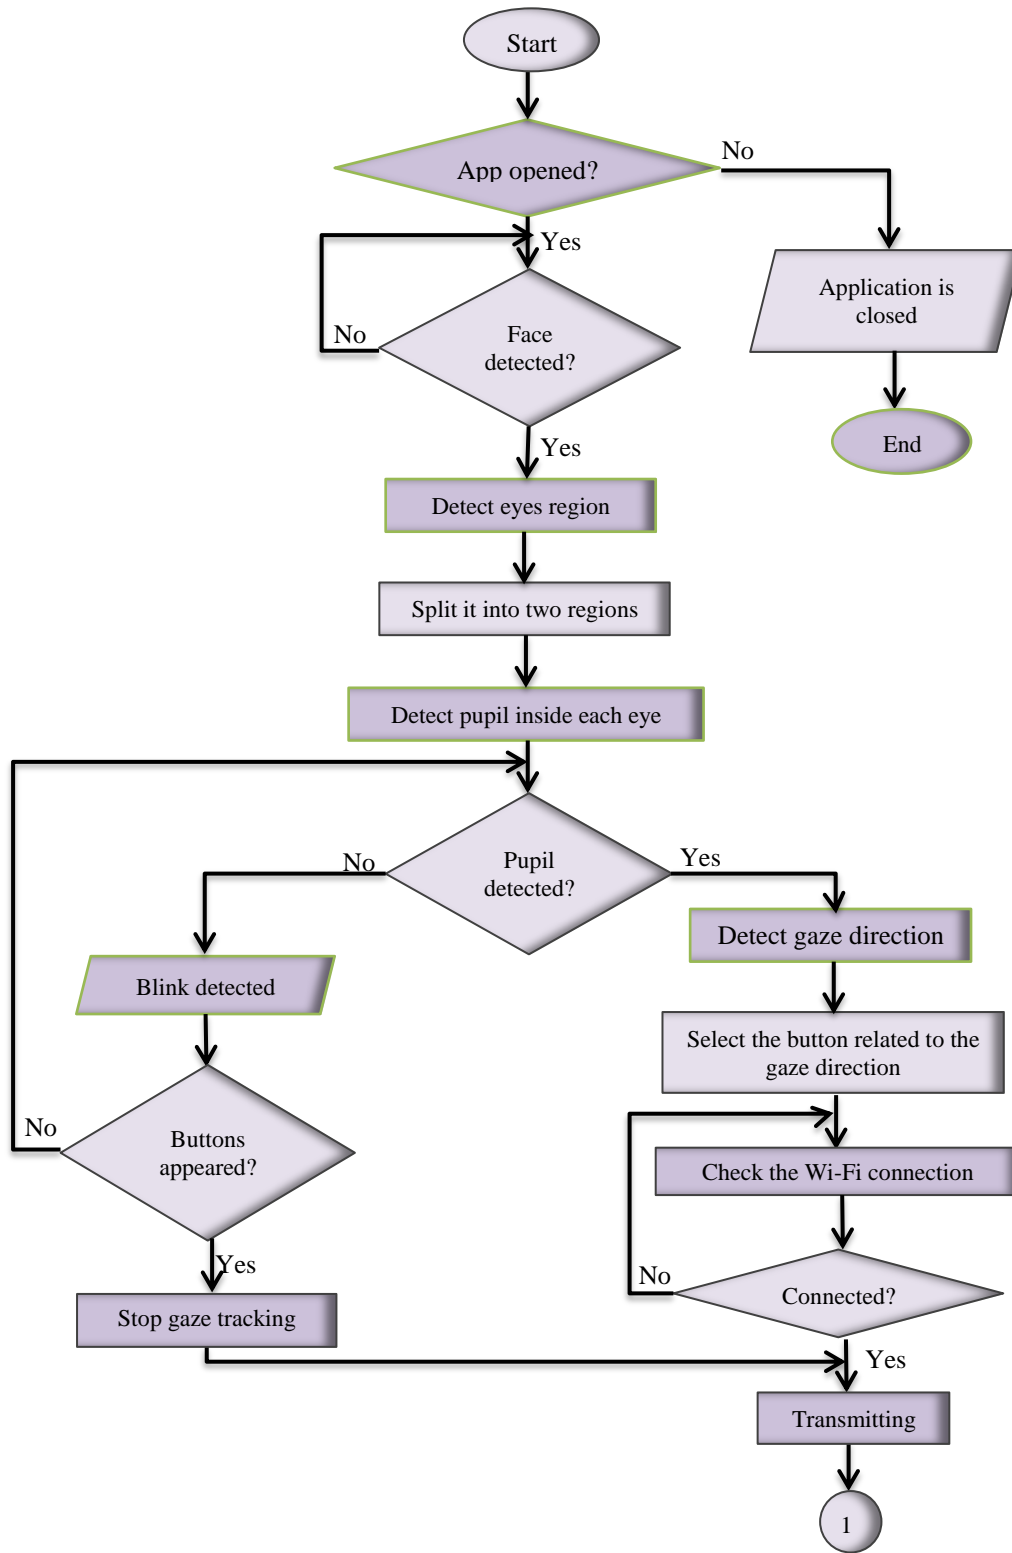 Start
App opened?
No
Yes
Application is
closed
No
Face
detected?
End
Yes
Detect eyes region
Split it into two regions
Detect pupil inside each eye
No
Pupil
detected?
Yes
Detect gaze direction
Blink detected
Select the button related to the
gaze direction
No
Buttons
appeared?
Check the Wi-Fi connection
Yes
No
Connected?
Stop gaze tracking
Yes
Transmitting
1